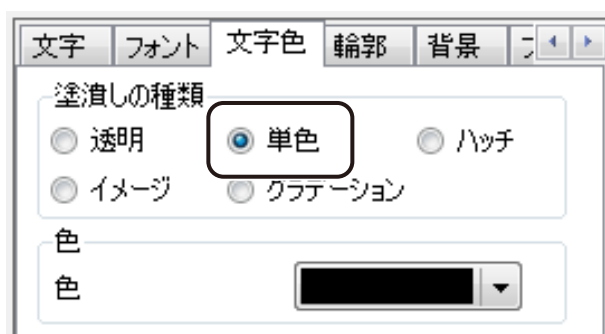 文字 フォント 文字色 輪郭 背景
塗潰しの種類
透明 単色 ハッチ
イメージ グラデーション
色
色